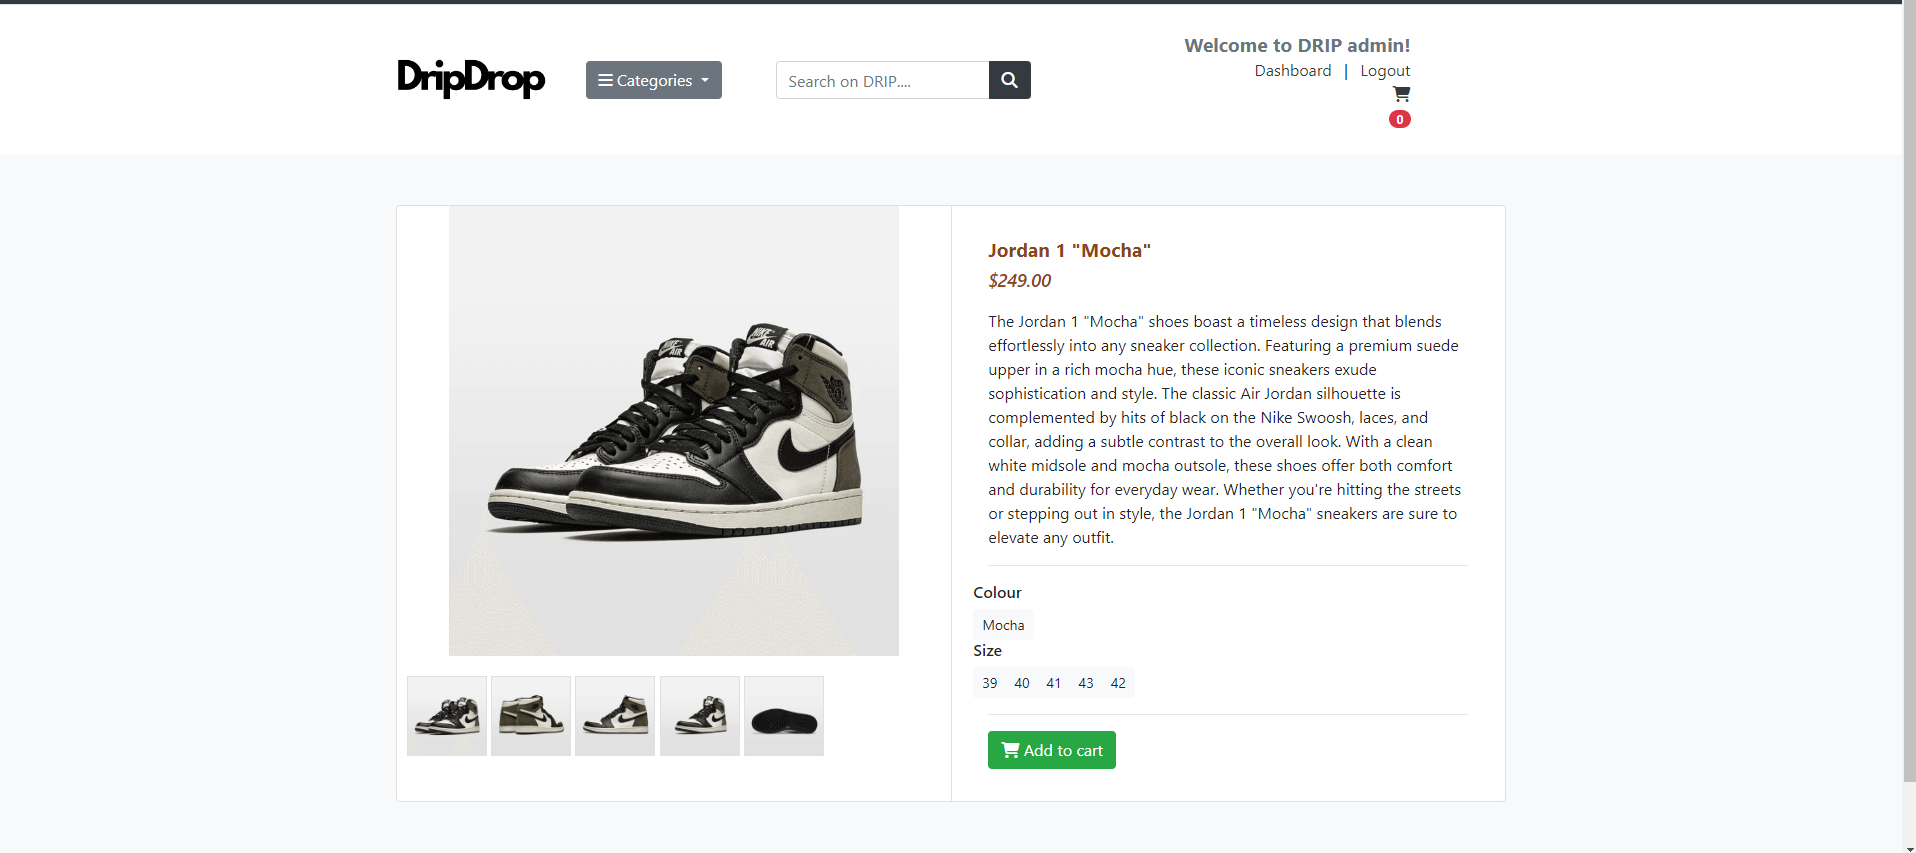 DripDrop
Categories
Search on DRIP....
Welcome to DRIP admin!
Dashboard | Logout
0
NIKE
AIR
NIKE
AIR
Jordan 1 "Mocha"
$249.00
The Jordan 1 "Mocha" shoes boast a timeless design that blends
effortlessly into any sneaker collection. Featuring a premium suede
upper in a rich mocha hue, these iconic sneakers exude
sophistication and style. The classic Air Jordan silhouette is
complemented by hits of black on the Nike Swoosh, laces, and
collar, adding a subtle contrast to the overall look. With a clean
white midsole and mocha outsole, these shoes offer both comfort
and durability for everyday wear. Whether you're hitting the streets
or stepping out in style, the Jordan 1 "Mocha" sneakers are sure to
elevate any outfit.
Colour
Mocha
Size
39 40 41 43 42
Add to cart